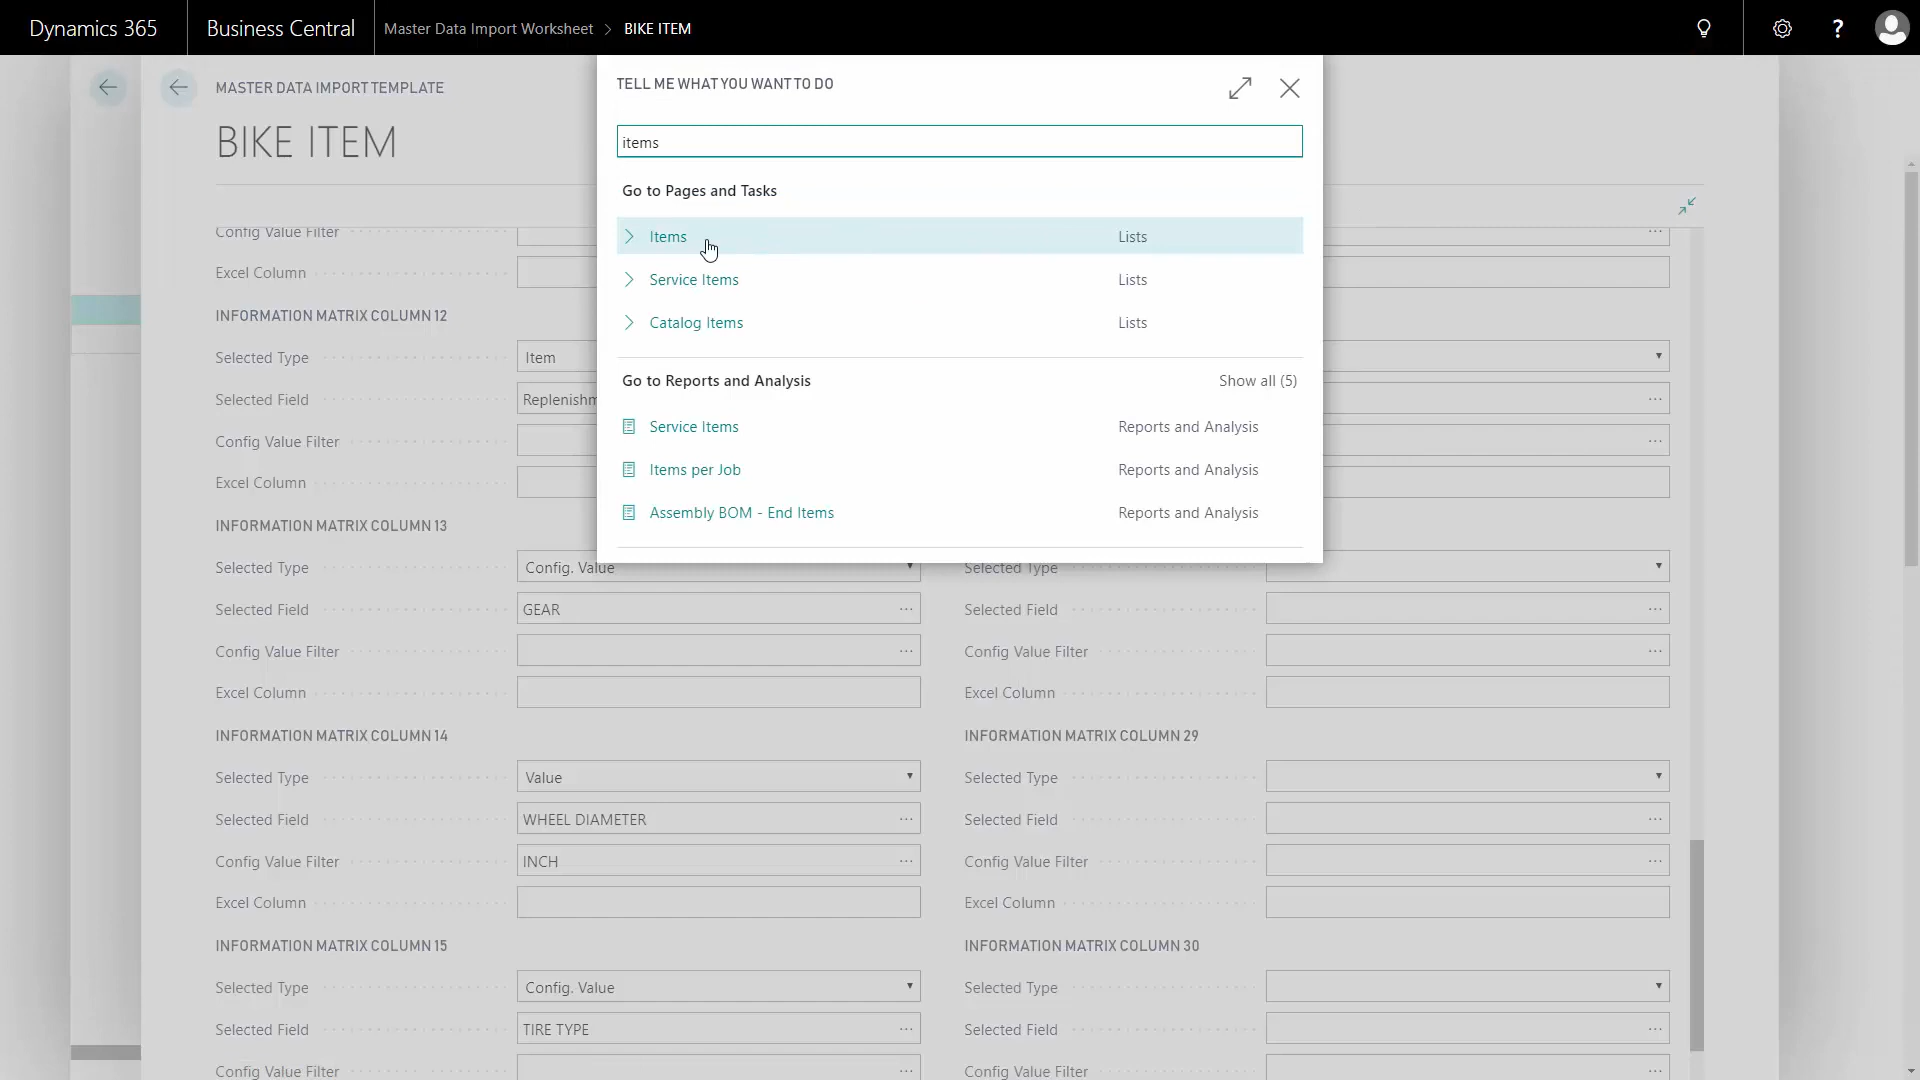 Dynamics 365
Business Central
Master Data Import Worksheet > BIKE ITEM
?
MASTER DATA IMPORT TEMPLATE
BIKE ITEM
TELL ME WHAT YOU WANT TO DO
items
Go to Pages and Tasks
Items Lists
Service Items Lists
Catalog Items Lists
Go to Reports and Analysis Show all (5)
Service Items Reports and Analysis
Items per Job Reports and Analysis
Assembly BOM - End Items Reports and Analysis
Config Value Filter
Excel Column
INFORMATION MATRIX COLUMN 12
Selected Type Item
Selected Field Replenishm
Config Value Filter
Excel Column
INFORMATION MATRIX COLUMN 13
Selected Type Config. Value
Selected Field GEAR
Config Value Filter
Excel Column
INFORMATION MATRIX COLUMN 14
Selected Type Value
Selected Field WHEEL DIAMETER
Config Value Filter INCH
Excel Column
INFORMATION MATRIX COLUMN 15
Selected Type Config. Value
Selected Field TIRE TYPE
Config Value Filter
Selected Type
Selected Field
Config Value Filter
Excel Column
INFORMATION MATRIX COLUMN 29
Selected Type
Selected Field
Config Value Filter
Excel Column
INFORMATION MATRIX COLUMN 30
Selected Type
Selected Field
Config Value Filter